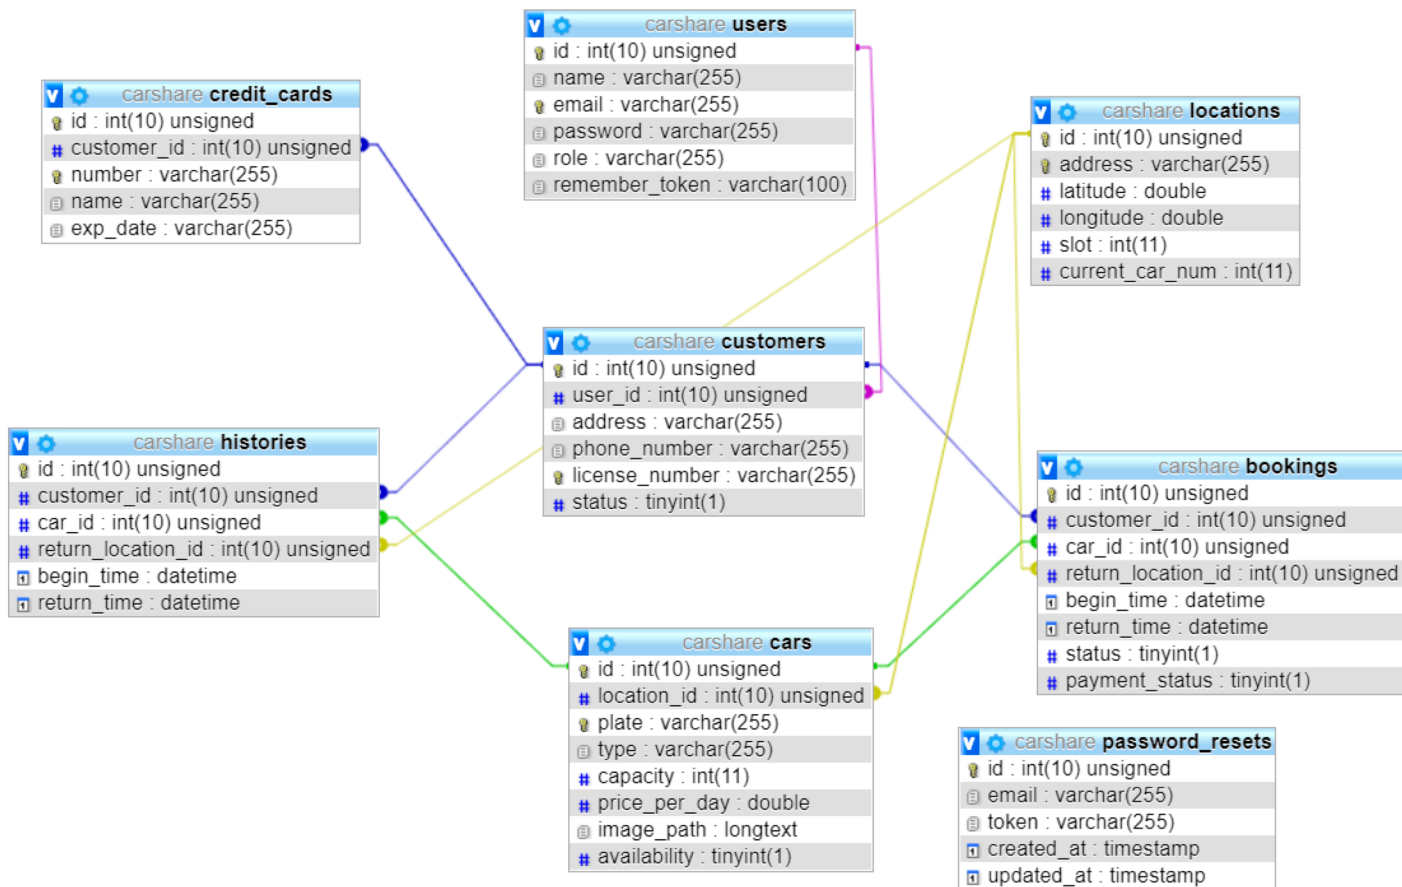 carshare users
id : int(10) unsigned
name : varchar(255)
email : varchar(255)
password : varchar(255)
role : varchar(255)
remember_token : varchar(100)
carshare credit_cards
id : int(10) unsigned
customer_id : int(10) unsigned
number : varchar(255)
name : varchar(255)
exp_date : varchar(255)
carshare locations
id : int(10) unsigned
address : varchar(255)
latitude : double
longitude : double
slot : int(11)
current_car_num : int(11)
carshare customers
id : int(10) unsigned
user_id : int(10) unsigned
address : varchar(255)
phone_number : varchar(255)
license_number : varchar(255)
status : tinyint(1)
carshare histories
id : int(10) unsigned
customer_id : int(10) unsigned
car_id : int(10) unsigned
return_location_id : int(10) unsigned
begin_time : datetime
return_time : datetime
carshare bookings
id : int(10) unsigned
customer_id : int(10) unsigned
car_id : int(10) unsigned
return_location_id : int(10) unsigned
begin_time : datetime
return_time : datetime
status : tinyint(1)
payment_status : tinyint(1)
carshare cars
id : int(10) unsigned
location_id : int(10) unsigned
plate : varchar(255)
type : varchar(255)
capacity : int(11)
price_per_day : double
image_path : longtext
availability : tinyint(1)
carshare password_resets
id : int(10) unsigned
email : varchar(255)
token : varchar(255)
created_at : timestamp
updated_at : timestamp